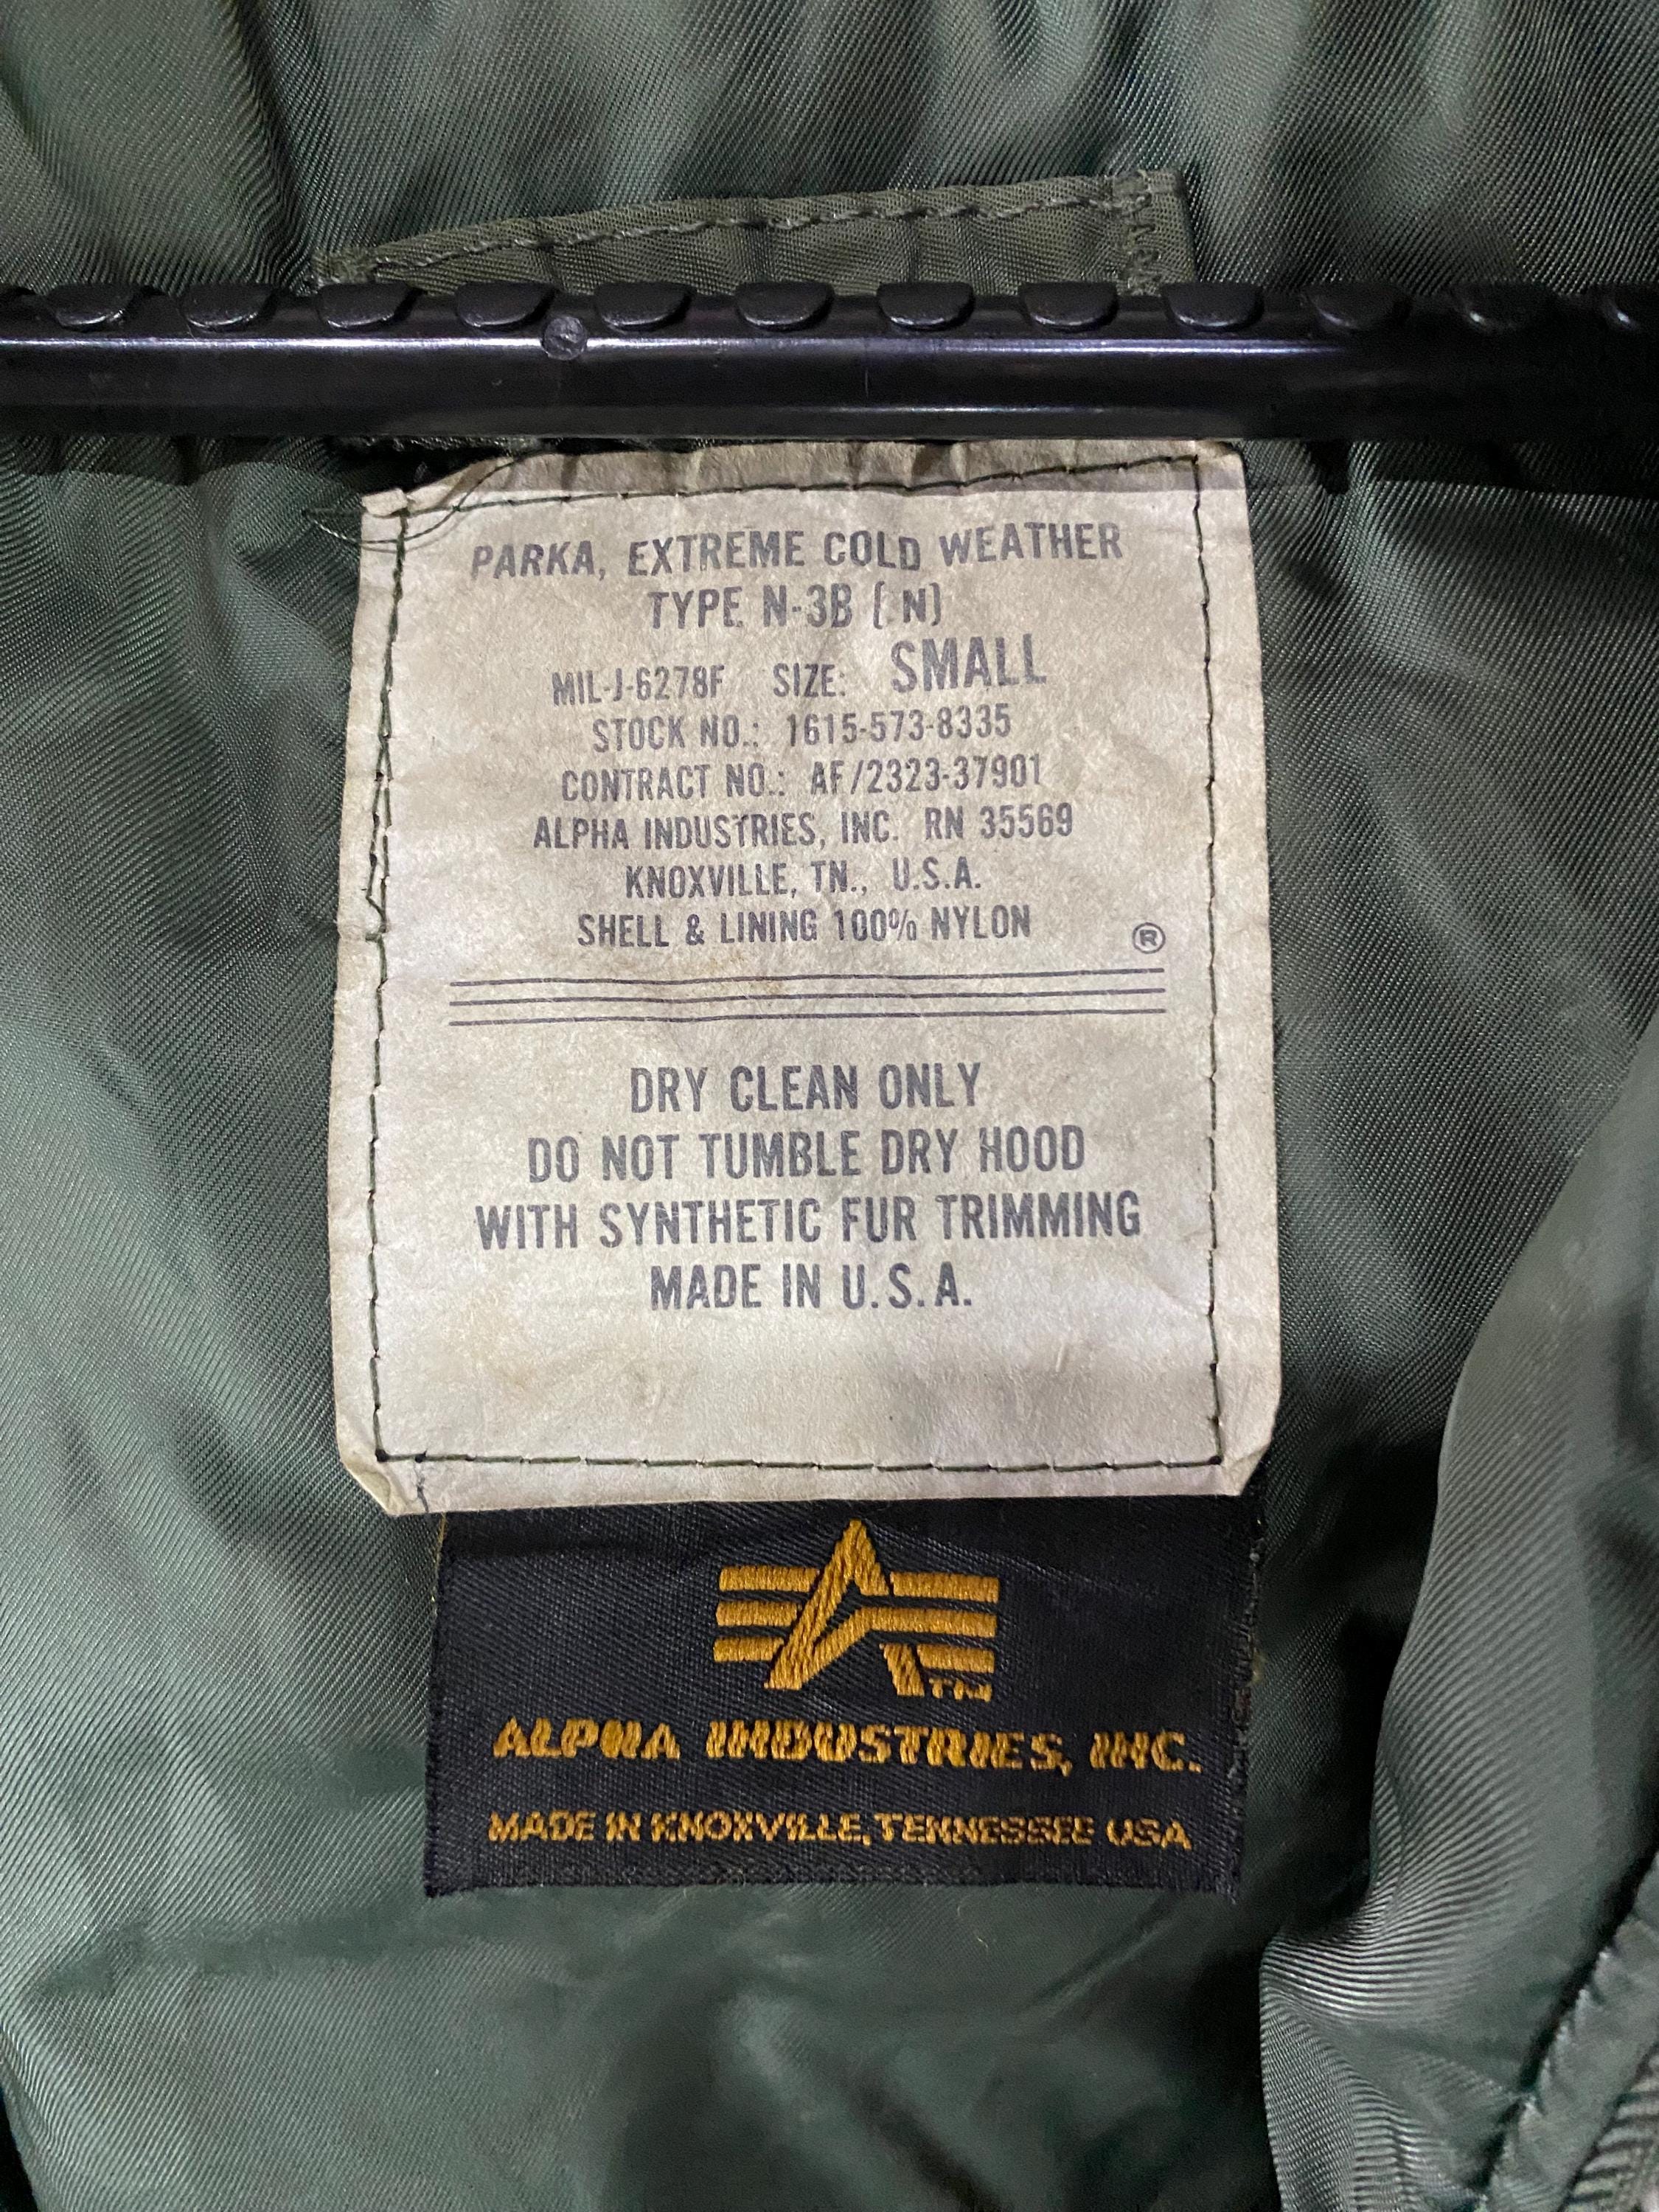 PARKA, EXTREME COLD WEATHER
TYPE N-3B ( N)
MIL-J-6278F SIZE: SMALL
STOCK NO.: 1615-573-8335
CONTRACT NO.: AF/2323-37901
ALPHA INDUSTRIES, INC. RN 35569
KNOXVILLE, TN., U.S.A.
SHELL & LINING 100% NYLON
®
DRY CLEAN ONLY
DO NOT TUMBLE DRY HOOD
WITH SYNTHETIC FUR TRIMMING
MADE IN U.S.A.
TM
ALPHA INDUSTRIES, INC.
MADE IN KNOXVILLE, TENNESSEE USA